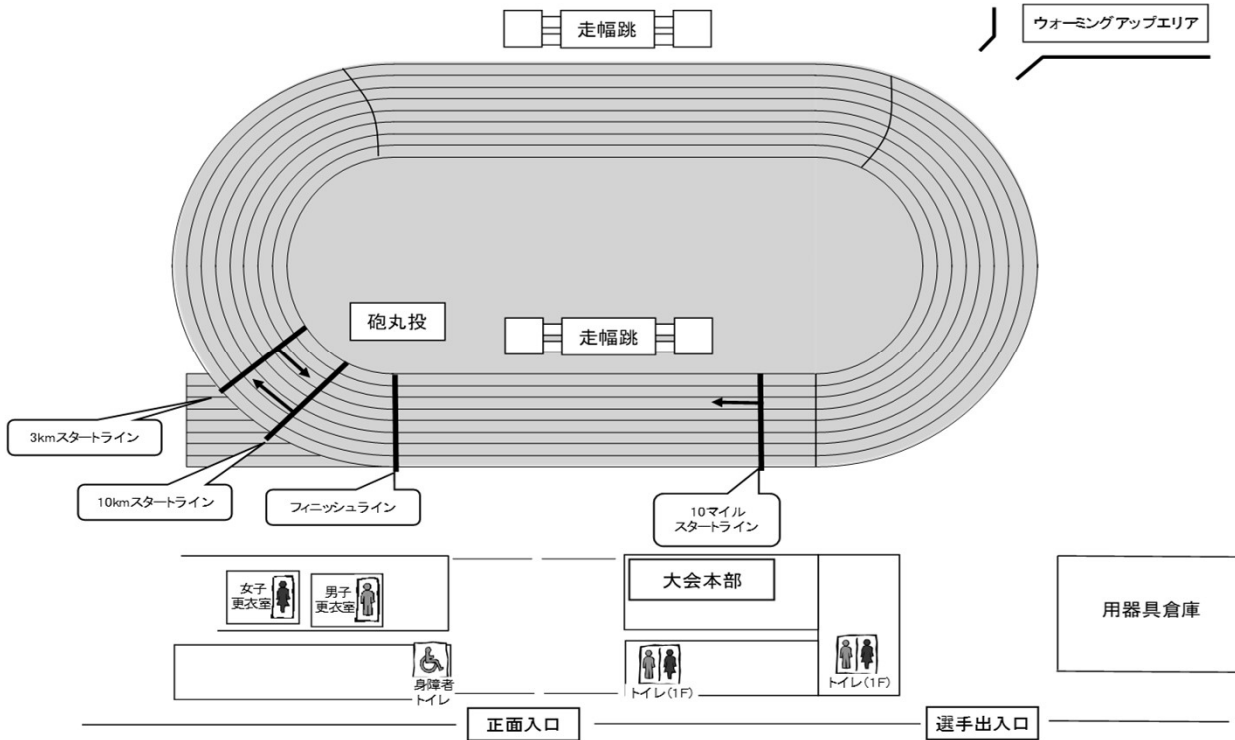 走幅跳
ウォーミングアップエリア
砲丸投
走幅跳
3kmスタートライン
10kmスタートライン
フィニッシュライン
10マイル
スタートライン
女子
更衣室
男子
更衣室
大会本部
用器具倉庫
身障者
トイレ
トイレ(1F)
トイレ(1F)
正面入口
選手出入口